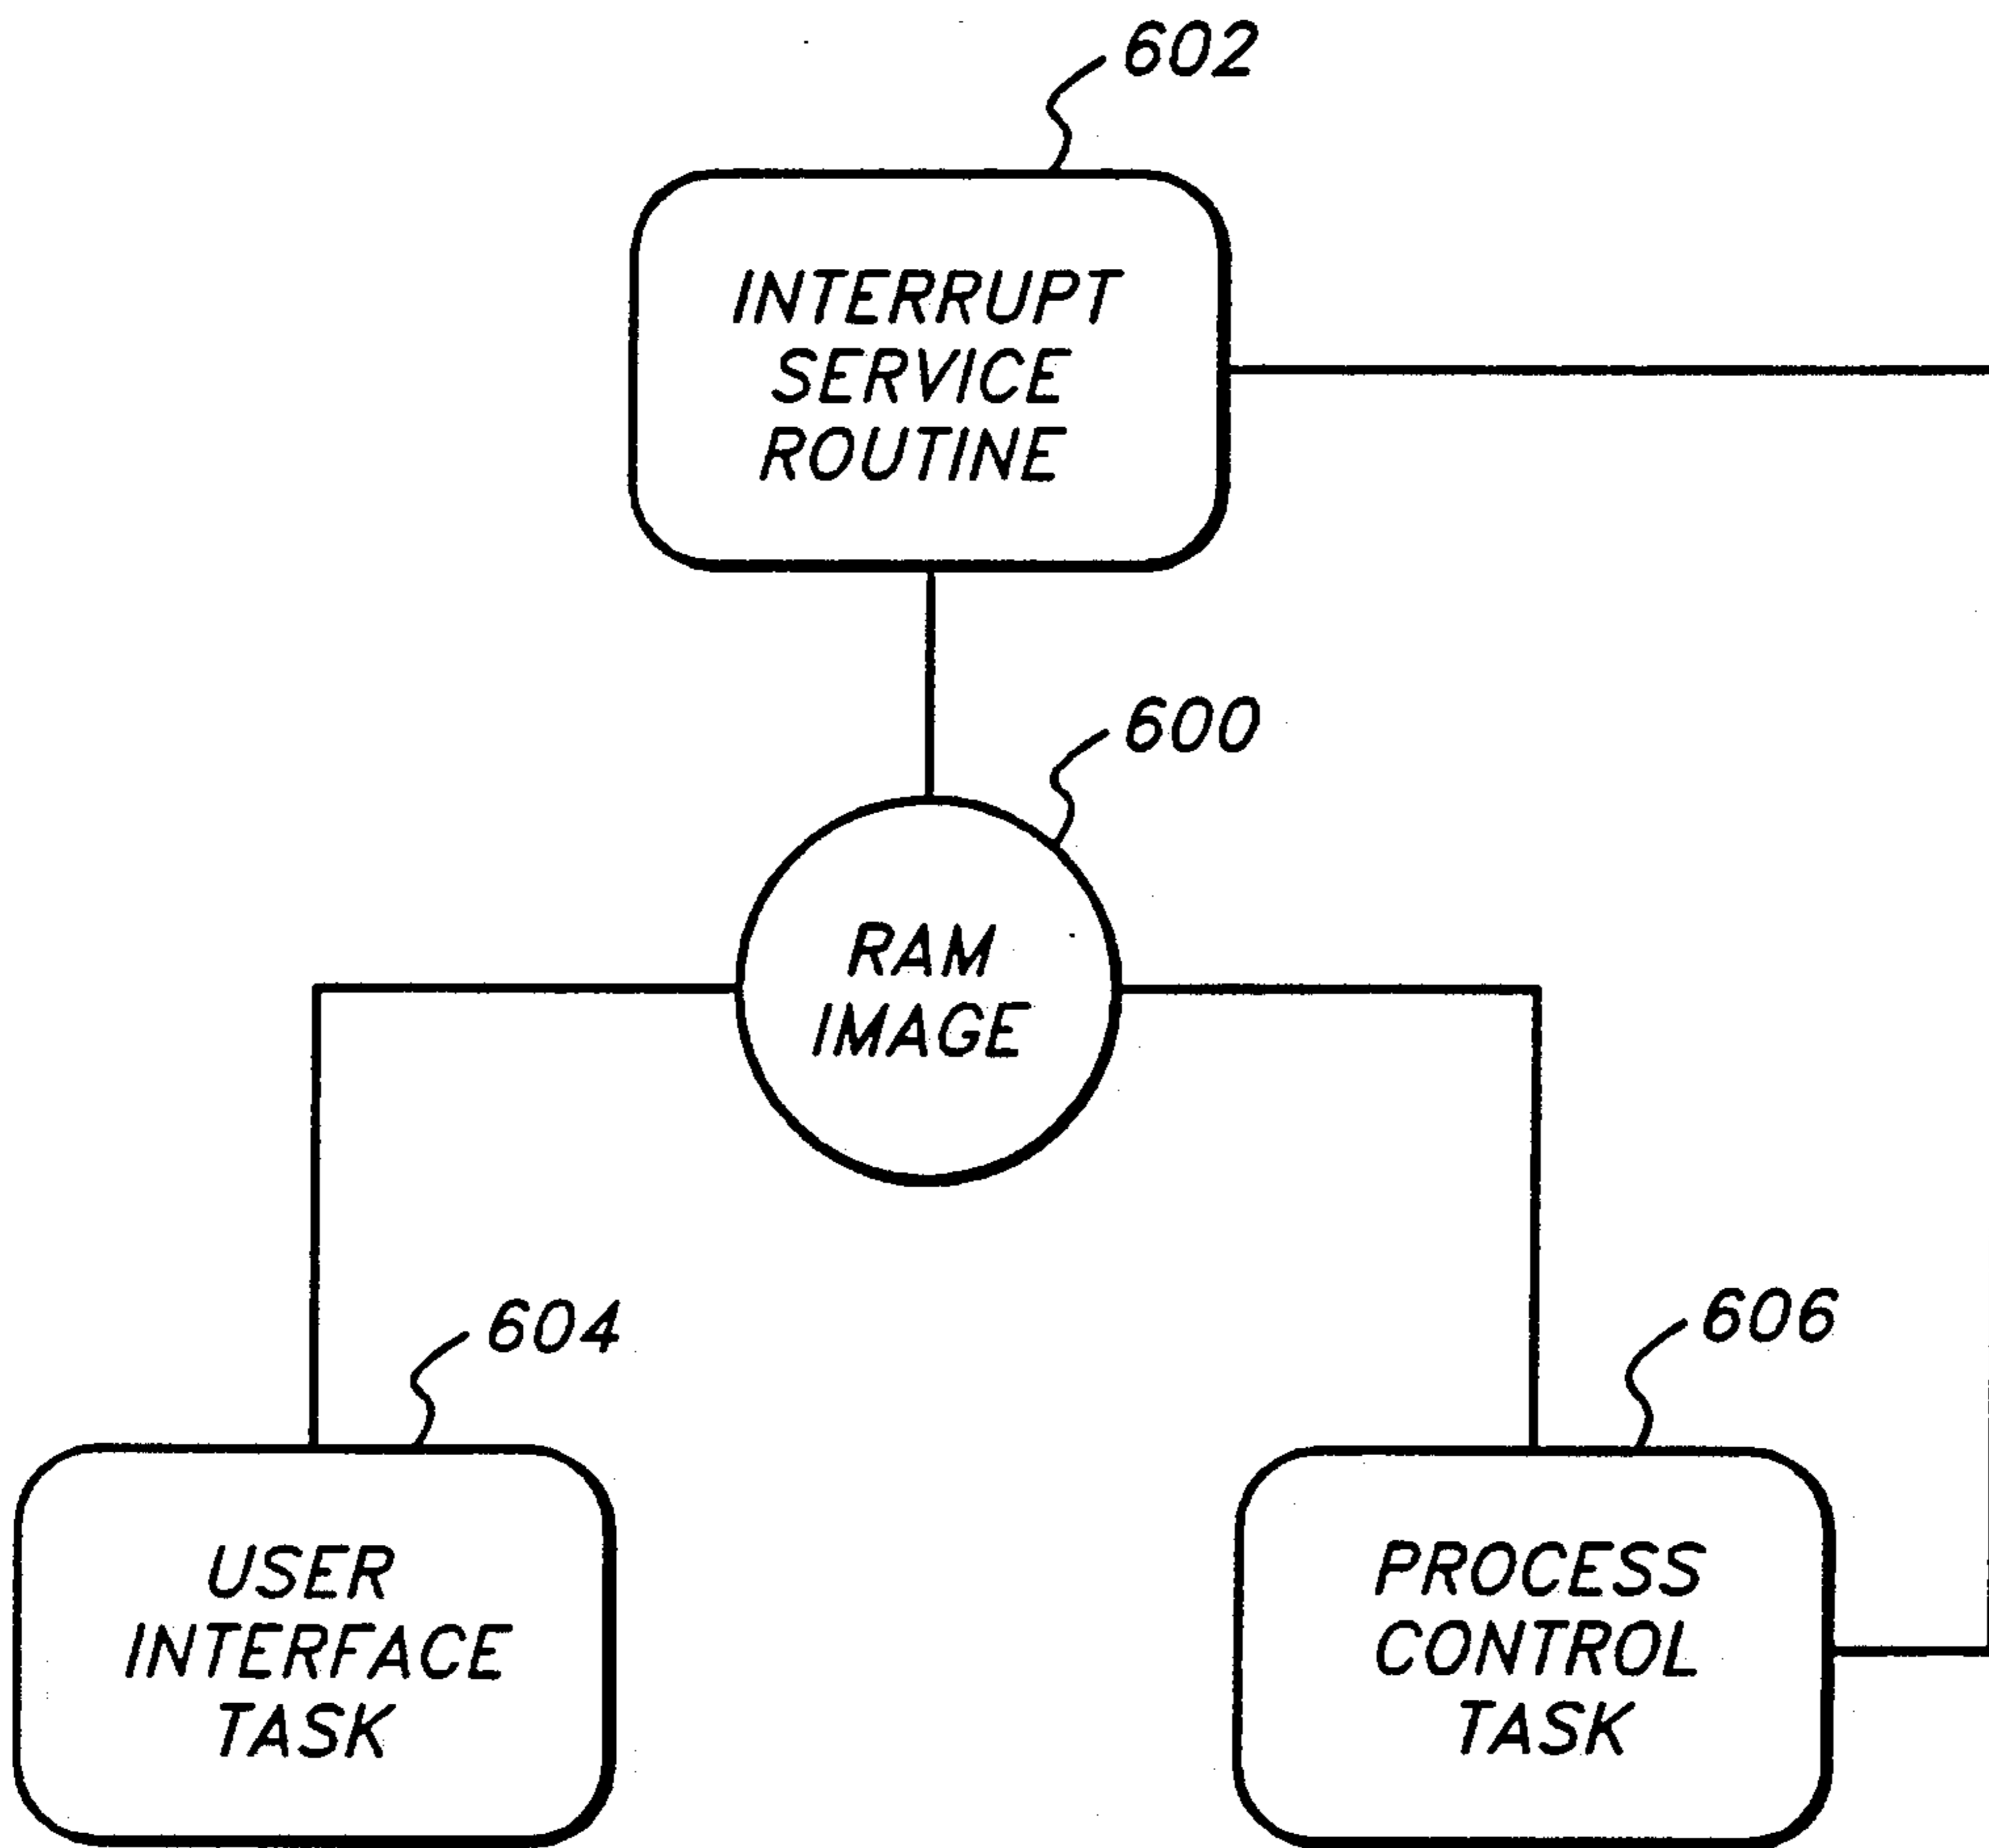 602
INTERRUPT
SERVICE
ROUTINE
600
RAM
IMAGE
604
606
USER
INTERFACE
TASK
PROCESS
CONTROL
TASK